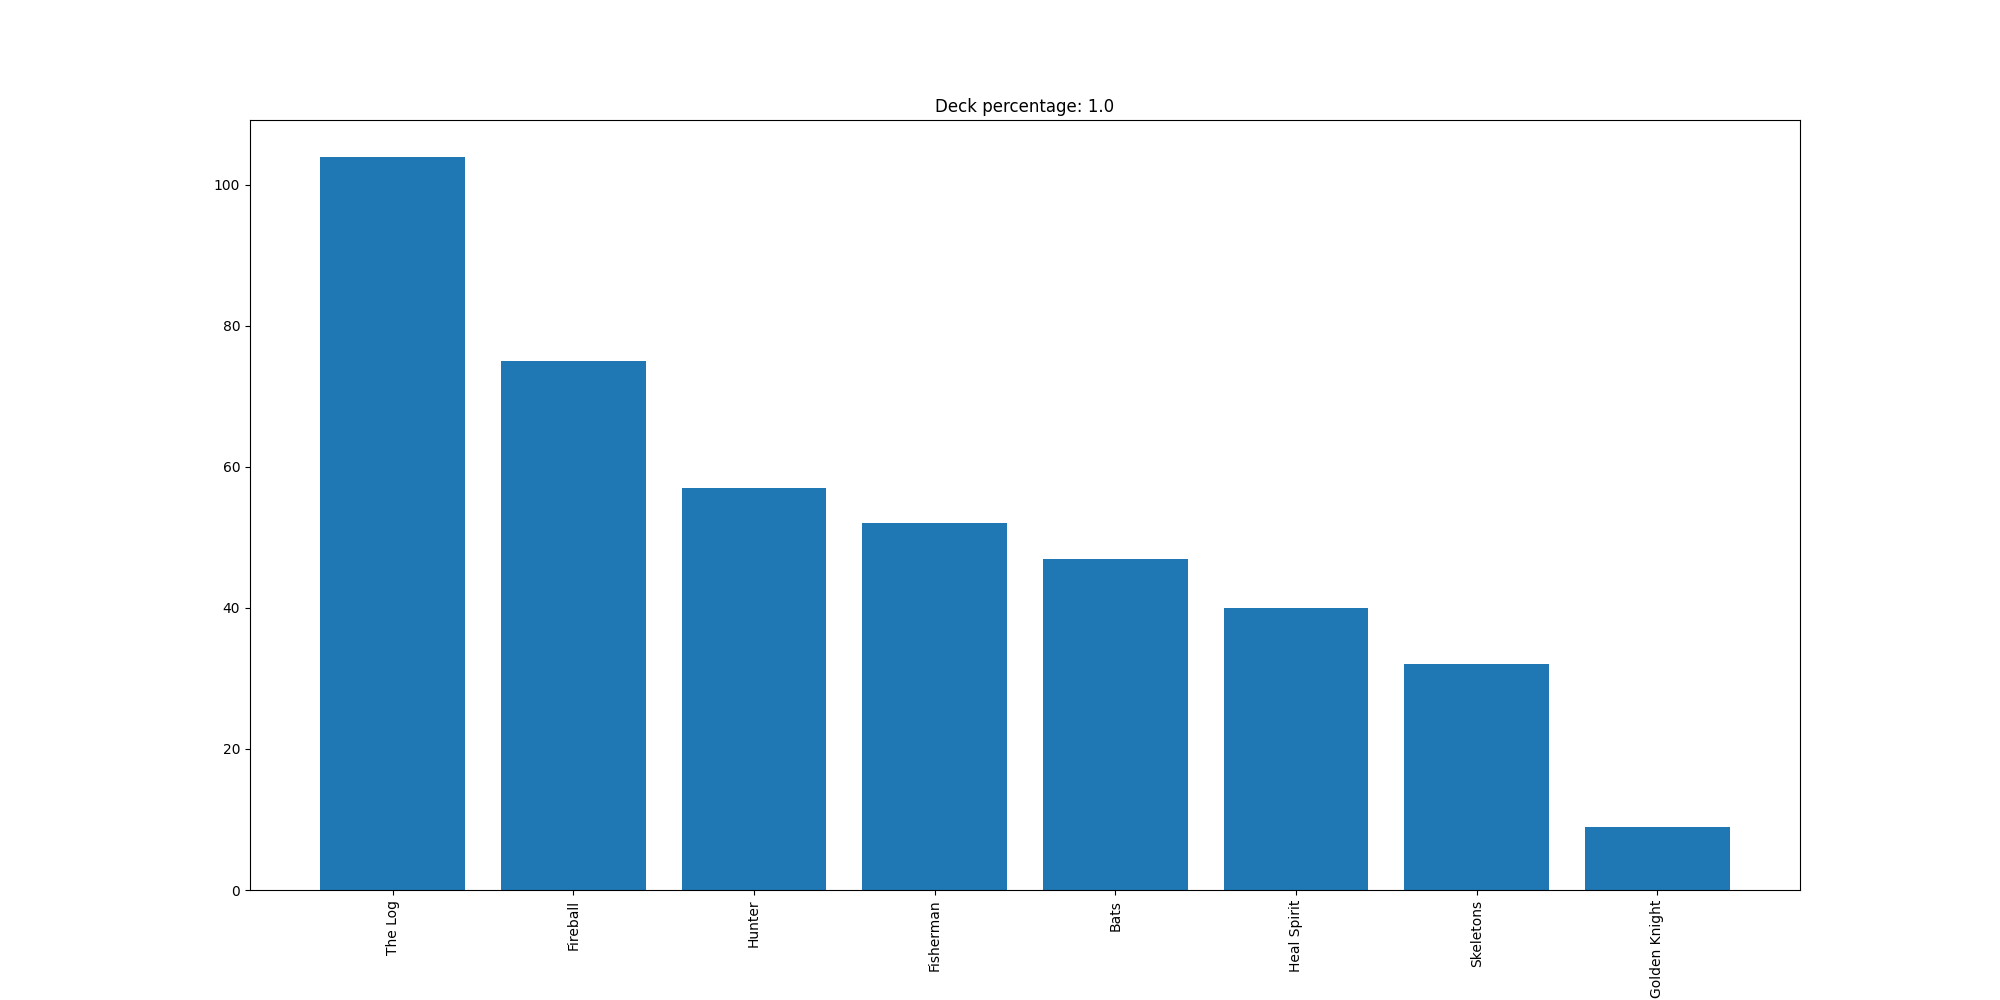 Deck percentage: 1.0
100
80
60
40
20
0
The Log
Fireball
Hunter
Fisherman
Bats
Heal Spirit
Skeletons
Golden Knight